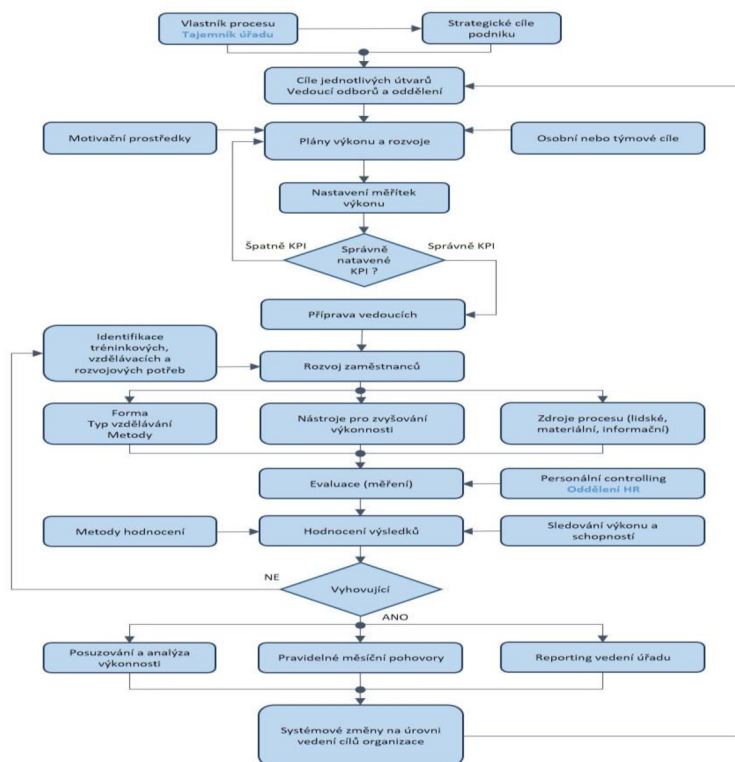 Vlastník procesu
Tajemník úřadu
Strategické cíle
podniku
Cíle jednotlivých útvarů
Vedoucí odborů a oddělení
Motivační prostředky
Plány výkonu a rozvoje
Osobní nebo týmové cíle
Nastavení měřítek
výkonu
Špatně KPI
Správně
natavené
KPI ?
Správně KPI
Příprava vedoucích
Identifikace
tréninkových,
vzdělávacích a
rozvojových potřeb
Rozvoj zaměstnanců
Forma
Typ vzdělávání
Metody
Nástroje pro zvyšování
výkonnosti
Zdroje procesu (lidské,
materiální, informační)
Evaluace (měření)
Personální controlling
Oddělení HR
Metody hodnocení
Hodnocení výsledků
Sledování výkonu a
schopností
NE
Vyhovující
ANO
Posuzování a analýza
výkonnosti
Pravidelné měsíční pohovory
Reporting vedení úřadu
Systémové změny na úrovni
vedení cílů organizace